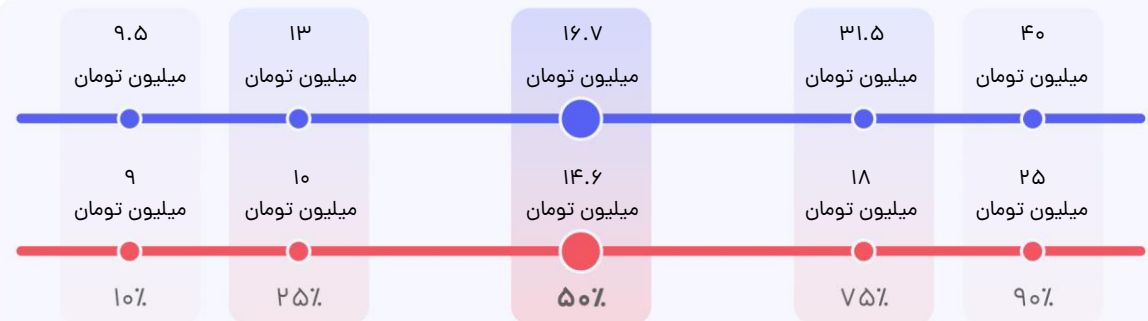 ۹.۵ ۱۳ ۱۶.۷ ۳۱.۵ ۴۰
میلیون تومان میلیون تومان میلیون تومان میلیون تومان میلیون تومان
۹ ۱۰ ۱۴.۶ ۱۸ ۲۵
میلیون تومان میلیون تومان میلیون تومان میلیون تومان میلیون تومان
۱۰٪ ۲۵٪ ۵۰٪ ۷۵٪ ۹۰٪